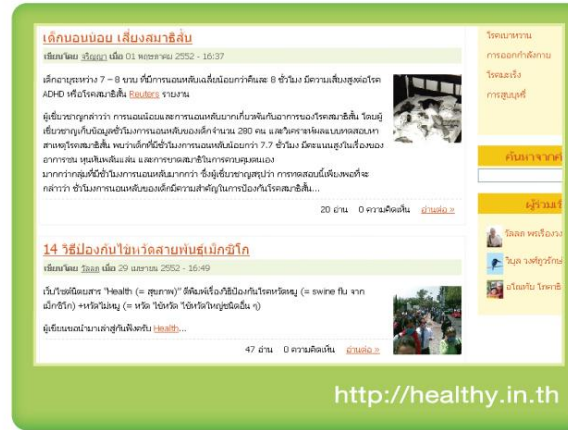 เด็กนอนน้อย เสี่ยงสมาธิสั้น
เขียนโดย จริญญา เมื่อ 01 พฤษภาคม 2552 - 16:37
เด็กอายุระหว่าง 7 – 8 ขวบ ที่มีการนอนหลับเฉลี่ยน้อยกว่าคืนละ 8 ชั่วโมง มีความเสี่ยงสูงต่อโรค
ADHD หรือโรคสมาธิสั้น Reuters รายงาน
ผู้เชี่ยวชาญกล่าวว่า การนอนน้อยและการนอนหลับยากเกี่ยวพันกับอาการของโรคสมาธิสั้น โดยผู้
เชี่ยวชาญเก็บข้อมูลชั่วโมงการนอนหลับของเด็กจำนวน 280 คน และวิเคราะห์ผลแบบทดสอบหา
สาเหตุโรคสมาธิสั้น พบว่าเด็กที่มีชั่วโมงการนอนหลับน้อยกว่า 7.7 ชั่วโมง มีคะแนนสูงในเรื่องของ
อาการซน หุนหันพลันแล่น และการขาดสมาธิในการควบคุมตนเอง
มากกว่ากลุ่มที่มีชั่วโมงการนอนหลับมากกว่า ซึ่งผู้เชี่ยวชาญสรุปว่า การทดสอบนี้เพียงพอที่จะ
กล่าวว่า ชั่วโมงการนอนหลับของเด็กมีความสำคัญในการป้องกันโรคสมาธิสั้น...
20 อ่าน 0 ความคิดเห็น อ่านต่อ »
14 วิธีป้องกันไข้หวัดสายพันธุ์เม็กซิโก
เขียนโดย วัลลภ เมื่อ 29 เมษายน 2552 - 16:49
เว็บไซต์นิตยสาร "Health (= สุขภาพ)" ตีพิมพ์เรื่องวิธีป้องกันโรคหวัดหมู (= swine flu จาก
เม็กซิโก) +หวัดไม่หมู (= หวัด ไข้หวัด ไข้หวัดใหญ่ชนิดอื่น ๆ)
ผู้เขียนขอนำมาเล่าสู่กันฟังครับ Health...
47 อ่าน 0 ความคิดเห็น อ่านต่อ »
โรคเบาหวาน
การออกกำลังกาย
โรคมะเร็ง
การสูบบุหรี่
ค้นหาจากค
ผู้ร่วมเ
วัลลภ พรเรืองว
วิบูล วงศ์ภูวรักษ
http://healthy.in.th